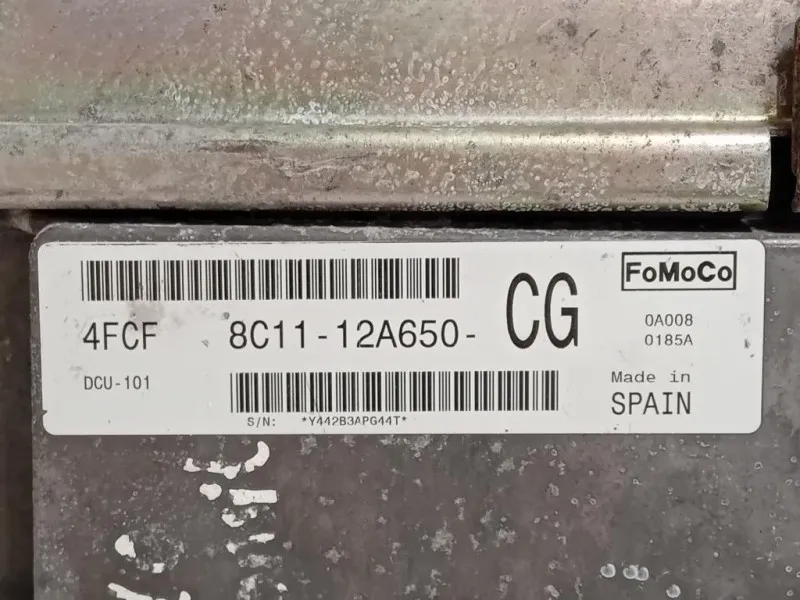 FoMoCo
4FCF 8C11-12A650- CG
0A008
0185A
DCU-101
Made in
SPAIN
S/N: *Y442B3APG44T*